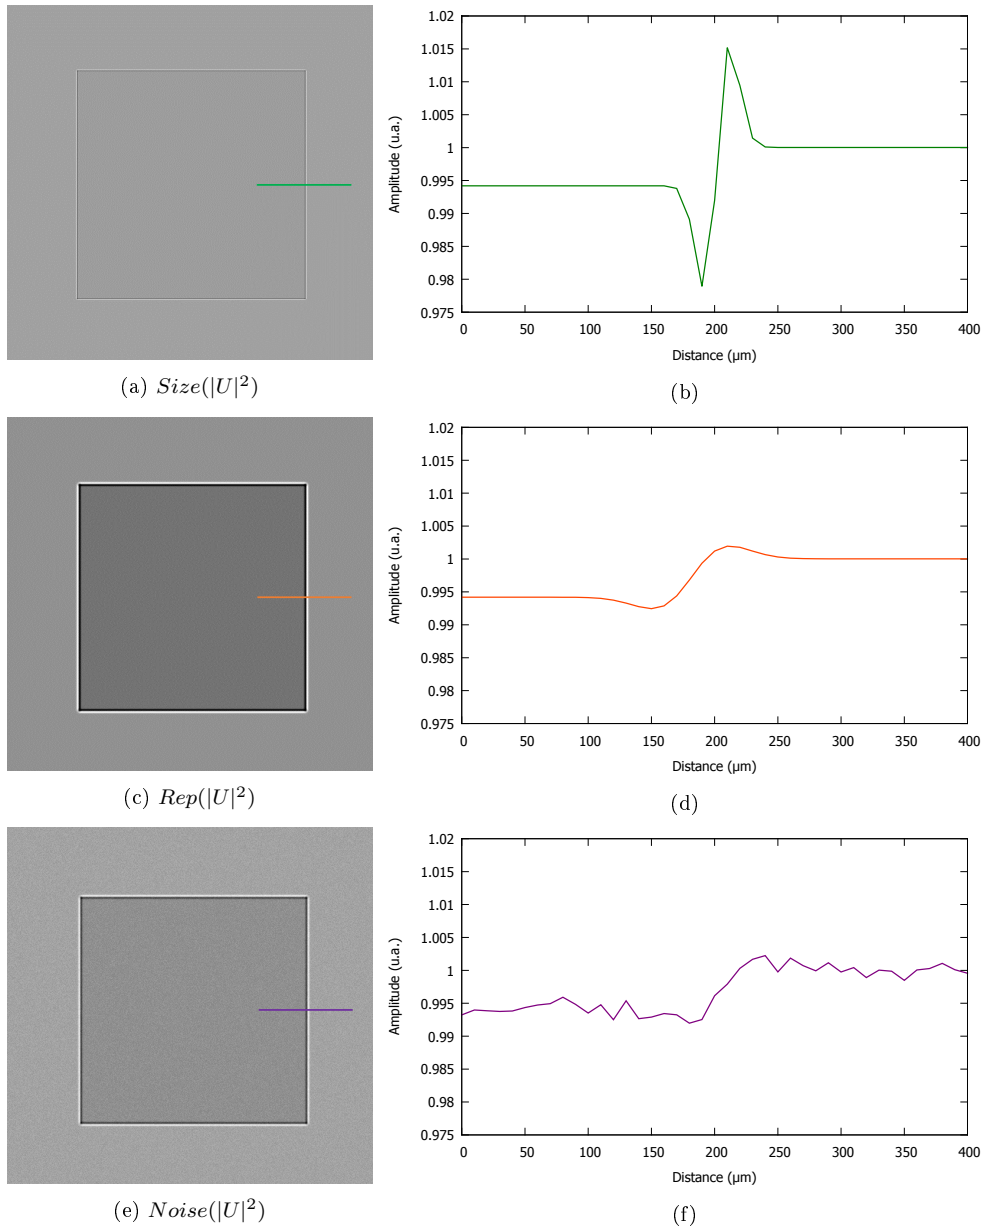 1.02
1.015
1.01
1.005
1
0.995
0.99
0.985
0.98
0.975
Amplitude (u.a.)
0 50 100 150 200 250 300 350 400
Distance (µm)
(a) Size(|U|²)
(b)
1.02
1.015
1.01
1.005
1
0.995
0.99
0.985
0.98
0.975
Amplitude (u.a.)
0 50 100 150 200 250 300 350 400
Distance (µm)
(c) Rep(|U|²)
(d)
1.02
1.015
1.01
1.005
1
0.995
0.99
0.985
0.98
0.975
Amplitude (u.a.)
0 50 100 150 200 250 300 350 400
Distance (µm)
(e) Noise(|U|²)
(f)